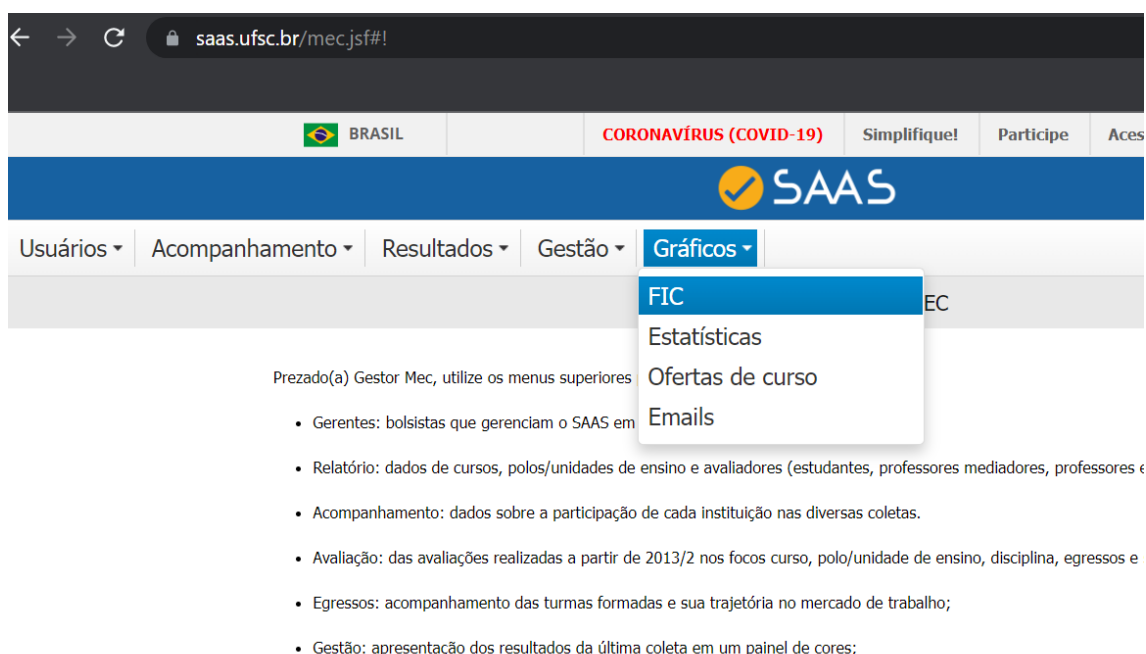 saas.ufsc.br/mec.jsf#!
BRASIL
CORONAVÍRUS (COVID-19)
Simplifique!
Participe
Aces
SAAS
Usuários
Acompanhamento
Resultados
Gestão
Gráficos
FIC
EC
Estatísticas
Ofertas de curso
Emails
Prezado(a) Gestor Mec, utilize os menus superiores
• Gerentes: bolsistas que gerenciam o SAAS em
• Relatório: dados de cursos, polos/unidades de ensino e avaliadores (estudantes, professores mediadores, professores e
• Acompanhamento: dados sobre a participação de cada instituição nas diversas coletas.
• Avaliação: das avaliações realizadas a partir de 2013/2 nos focos curso, polo/unidade de ensino, disciplina, egressos e
• Egressos: acompanhamento das turmas formadas e sua trajetória no mercado de trabalho;
• Gestão: apresentação dos resultados da última coleta em um painel de cores;